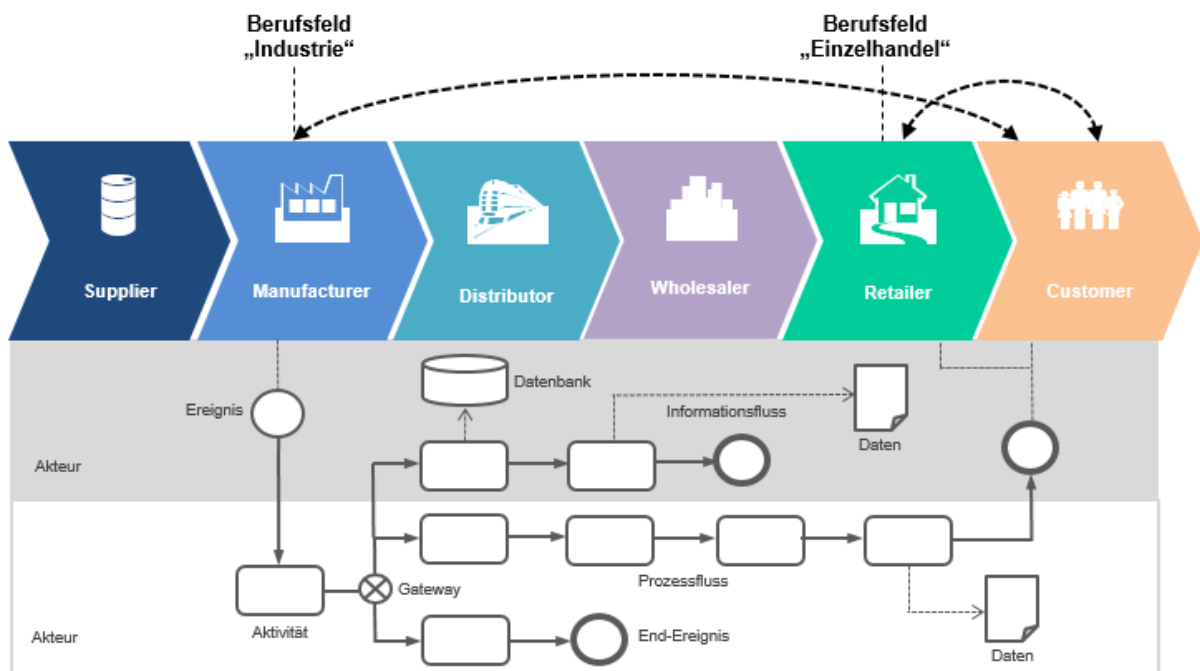 Berufsfeld
„Industrie“
Berufsfeld
„Einzelhandel“
Supplier
Manufacturer
Distributor
Wholesaler
Retailer
Customer
Datenbank
Ereignis
Informationsfluss
Daten
Akteur
Prozessfluss
Gateway
Aktivität
End-Ereignis
Akteur
Daten